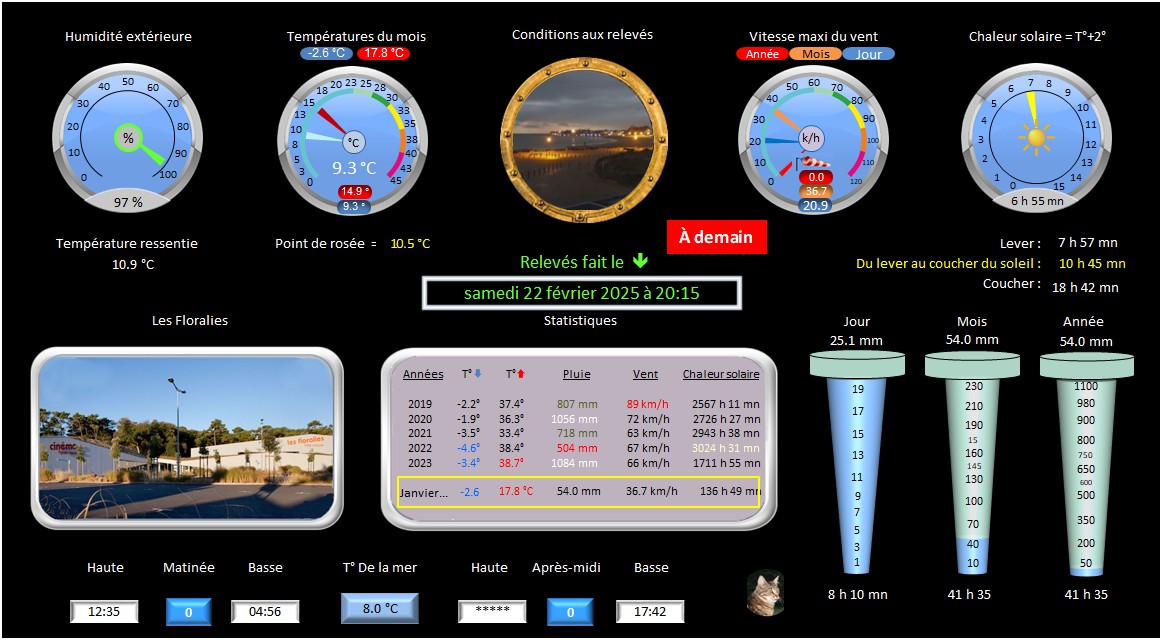 Humidité extérieure
Températures du mois
-2.6 °C 17.8 °C
Conditions aux relevés
Vitesse maxi du vent
Année Mois Jour
Chaleur solaire = T°+2°
0 10 20 30 40 50 60 70 80 90 100
%
97 %
0 3 5 8 10 13 15 18 20 23 25 28 30 33 35 38 40 43 45
°C
9.3 °C
14.9 °
9.3 °
0 10 20 30 40 50 60 70 80 90 100 110 120
k/h
0.0
36.7
20.9
0 1 2 3 4 5 6 7 8 9 10 11 12 13 14 15
6 h 55 mn
Température ressentie
10.9 °C
Point de rosée = 10.5 °C
À demain
Relevés fait le
samedi 22 février 2025 à 20:15
Lever : 7 h 57 mn
Du lever au coucher du soleil : 10 h 45 mn
Coucher : 18 h 42 mn
Les Floralies
cinéma
les floralies
Statistiques
Années T° T° Pluie Vent Chaleur solaire
2019 -2.2° 37.4° 807 mm 89 km/h 2567 h 11 mn
2020 -1.9° 36.3° 1056 mm 72 km/h 2726 h 27 mn
2021 -3.5° 33.4° 718 mm 63 km/h 2943 h 38 mn
2022 -4.6° 38.4° 504 mm 67 km/h 3024 h 31 mn
2023 -3.4° 38.7° 1084 mm 66 km/h 1711 h 55 mn
Janvier... -2.6 17.8 °C 54.0 mm 36.7 km/h 136 h 49 mn
Jour
25.1 mm
19
17
15
13
11
9
7
5
3
1
8 h 10 mn
Mois
54.0 mm
230
210
190
15
160
145
130
100
70
40
10
41 h 35
Année
54.0 mm
1100
980
900
800
750
650
600
500
350
200
50
41 h 35
Haute Matinée Basse T° De la mer Haute Après-midi Basse
12:35 0 04:56 8.0 °C ***** 0 17:42